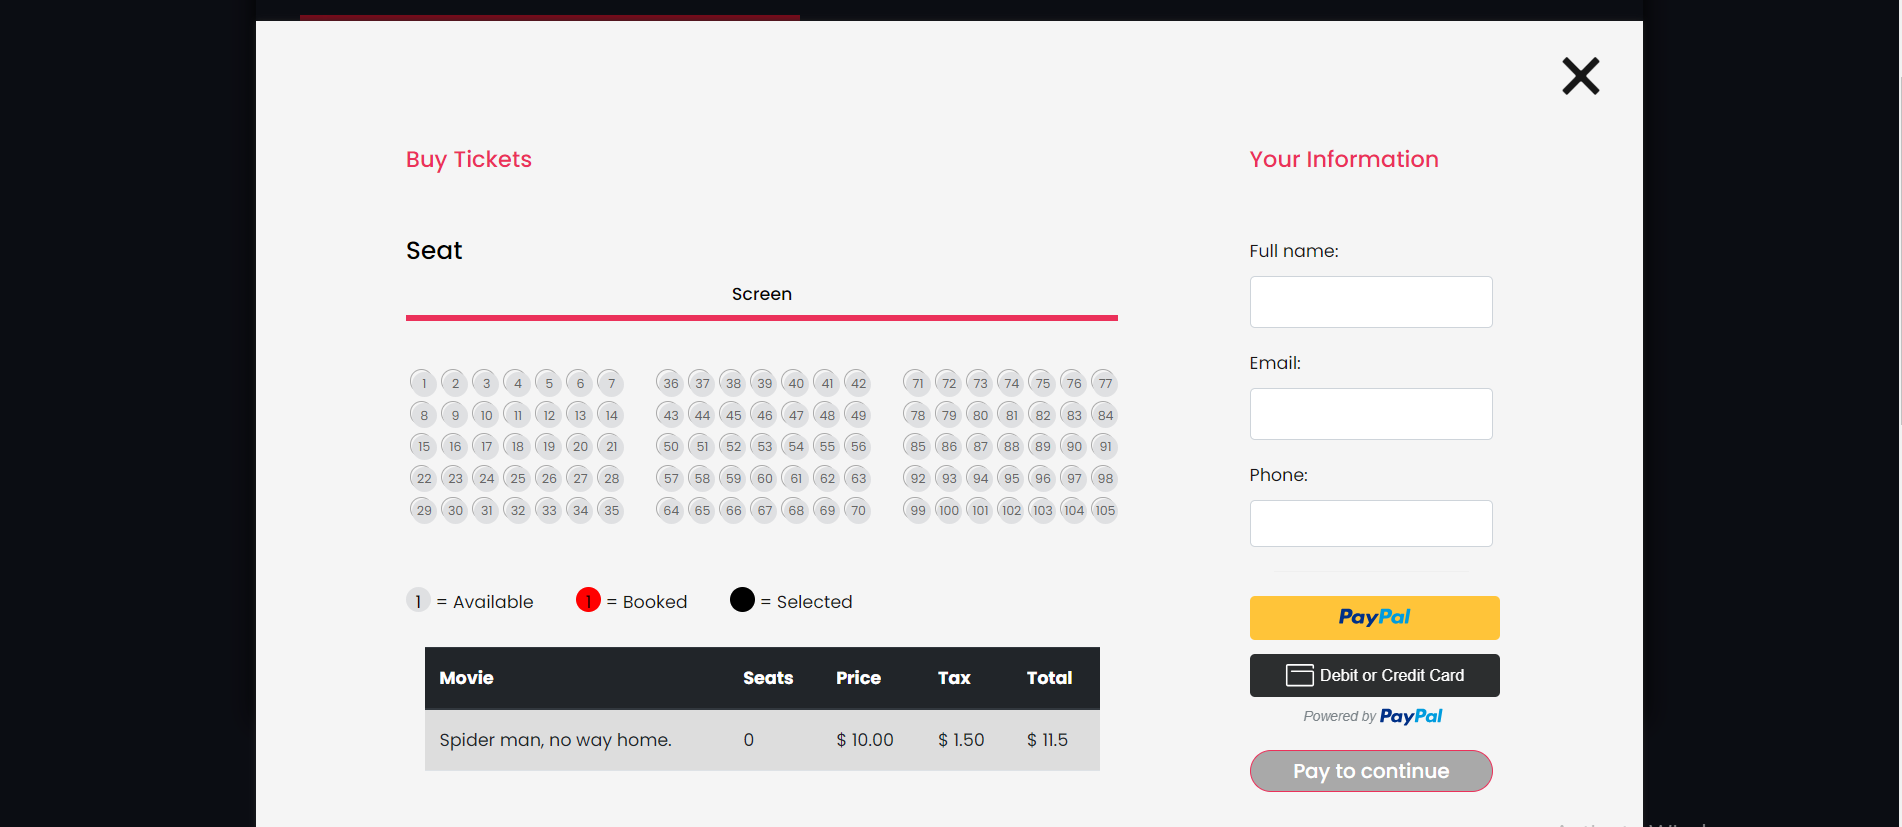 Buy Tickets
Your Information
Seat
Screen
1 2 3 4 5 6 7 36 37 38 39 40 41 42 71 72 73 74 75 76 77
8 9 10 11 12 13 14 43 44 45 46 47 48 49 78 79 80 81 82 83 84
15 16 17 18 19 20 21 50 51 52 53 54 55 56 85 86 87 88 89 90 91
22 23 24 25 26 27 28 57 58 59 60 61 62 63 92 93 94 95 96 97 98
29 30 31 32 33 34 35 64 65 66 67 68 69 70 99 100 101 102 103 104 105
1 = Available 1 = Booked = Selected
Movie Seats Price Tax Total
Spider man, no way home. 0 $ 10.00 $ 1.50 $ 11.5
Full name:
Email:
Phone:
PayPal
Debit or Credit Card
Powered by PayPal
Pay to continue